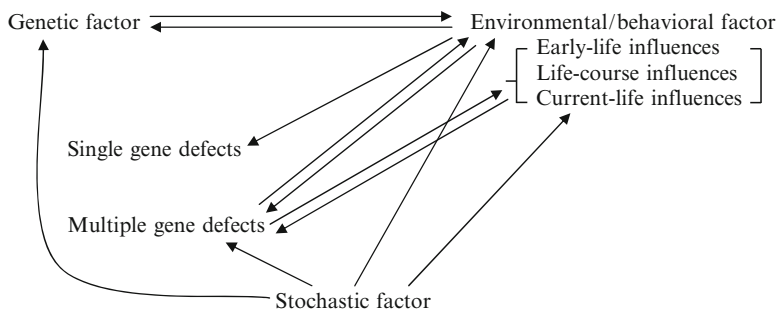 Genetic factor
Environmental/behavioral factor
Early-life influences
Life-course influences
Current-life influences
Single gene defects
Multiple gene defects
Stochastic factor